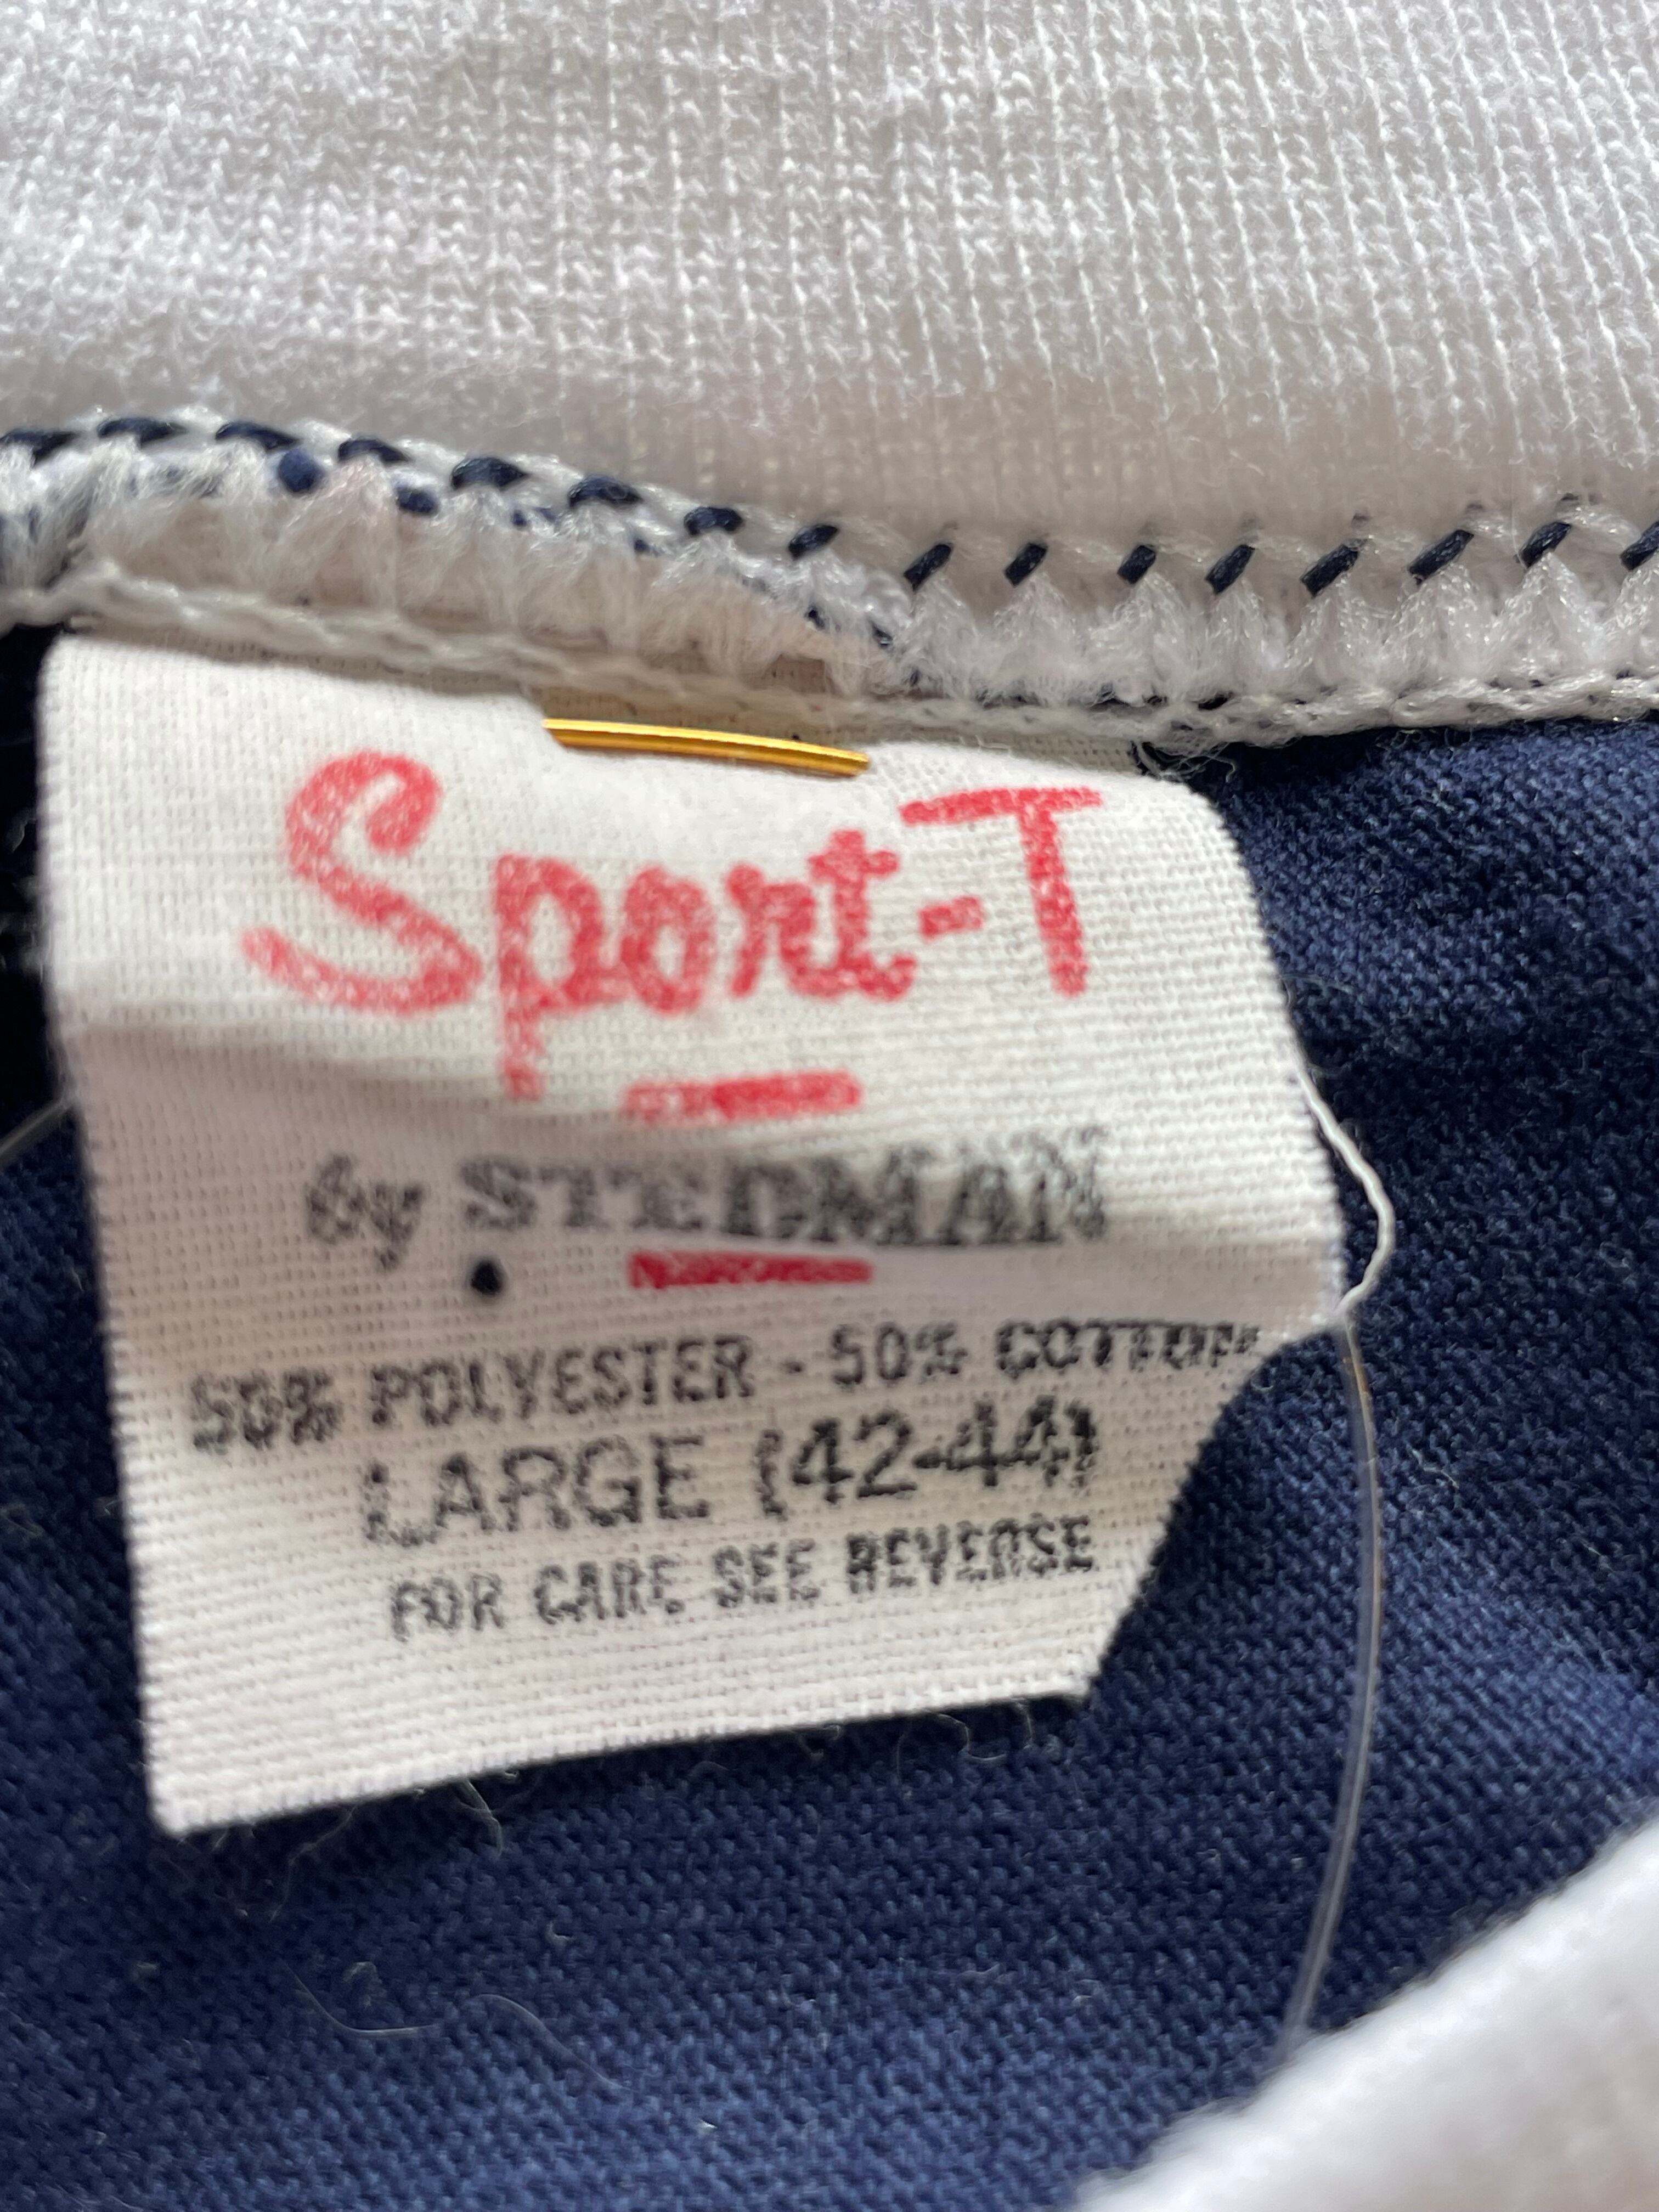 Sport-T
by STEDMAN
50% POLYESTER - 50% COTTON
LARGE (42-44)
FOR CARE SEE REVERSE